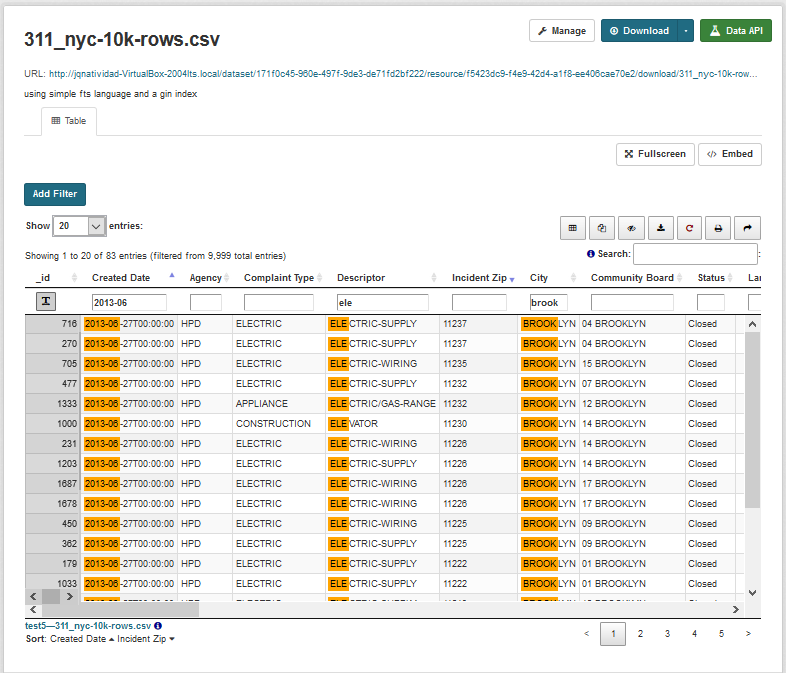 311_nyc-10k-rows.csv
Manage
Download
Data API
URL: http://jqnatividad-VirtualBox-2004lts.local/dataset/171f0c45-960e-497f-9de3-de71fd2bf222/resource/f5423dc9-f4e9-42d4-a1f8-ee406cae70e2/download/311_nyc-10k-row...
using simple fts language and a gin index
Table
Fullscreen
Embed
Add Filter
Show 20 entries:
Showing 1 to 20 of 83 entries (filtered from 9,999 total entries)
Search:
_id Created Date Agency Complaint Type Descriptor Incident Zip City Community Board Status
2013-06 ele brook
716 2013-06-27T00:00:00 HPD ELECTRIC ELECTRIC-SUPPLY 11237 BROOKLYN 04 BROOKLYN Closed
270 2013-06-27T00:00:00 HPD ELECTRIC ELECTRIC-SUPPLY 11237 BROOKLYN 04 BROOKLYN Closed
705 2013-06-27T00:00:00 HPD ELECTRIC ELECTRIC-WIRING 11235 BROOKLYN 15 BROOKLYN Closed
477 2013-06-27T00:00:00 HPD ELECTRIC ELECTRIC-SUPPLY 11232 BROOKLYN 07 BROOKLYN Closed
1333 2013-06-27T00:00:00 HPD APPLIANCE ELECTRIC/GAS-RANGE 11232 BROOKLYN 12 BROOKLYN Closed
1000 2013-06-27T00:00:00 HPD CONSTRUCTION ELEVATOR 11230 BROOKLYN 14 BROOKLYN Closed
231 2013-06-27T00:00:00 HPD ELECTRIC ELECTRIC-WIRING 11226 BROOKLYN 14 BROOKLYN Closed
1203 2013-06-27T00:00:00 HPD ELECTRIC ELECTRIC-SUPPLY 11226 BROOKLYN 14 BROOKLYN Closed
1687 2013-06-27T00:00:00 HPD ELECTRIC ELECTRIC-WIRING 11226 BROOKLYN 17 BROOKLYN Closed
1678 2013-06-27T00:00:00 HPD ELECTRIC ELECTRIC-WIRING 11226 BROOKLYN 17 BROOKLYN Closed
450 2013-06-27T00:00:00 HPD ELECTRIC ELECTRIC-WIRING 11225 BROOKLYN 09 BROOKLYN Closed
362 2013-06-27T00:00:00 HPD ELECTRIC ELECTRIC-SUPPLY 11225 BROOKLYN 09 BROOKLYN Closed
179 2013-06-27T00:00:00 HPD ELECTRIC ELECTRIC-SUPPLY 11222 BROOKLYN 01 BROOKLYN Closed
1033 2013-06-27T00:00:00 HPD ELECTRIC ELECTRIC-SUPPLY 11222 BROOKLYN 01 BROOKLYN Closed
test5—311_nyc-10k-rows.csv
Sort: Created Date Incident Zip
< 1 2 3 4 5 >